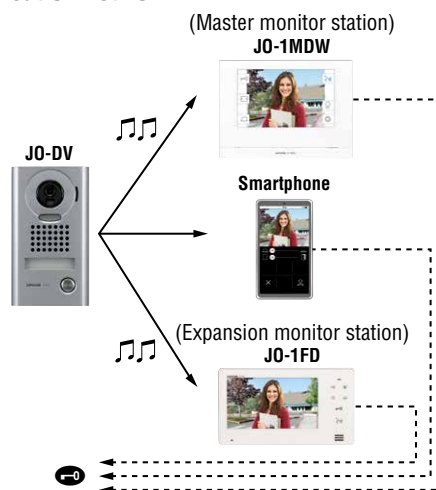 (Master monitor station)
JO-1MDW
JO-DV
Smartphone
(Expansion monitor station)
JO-1FD